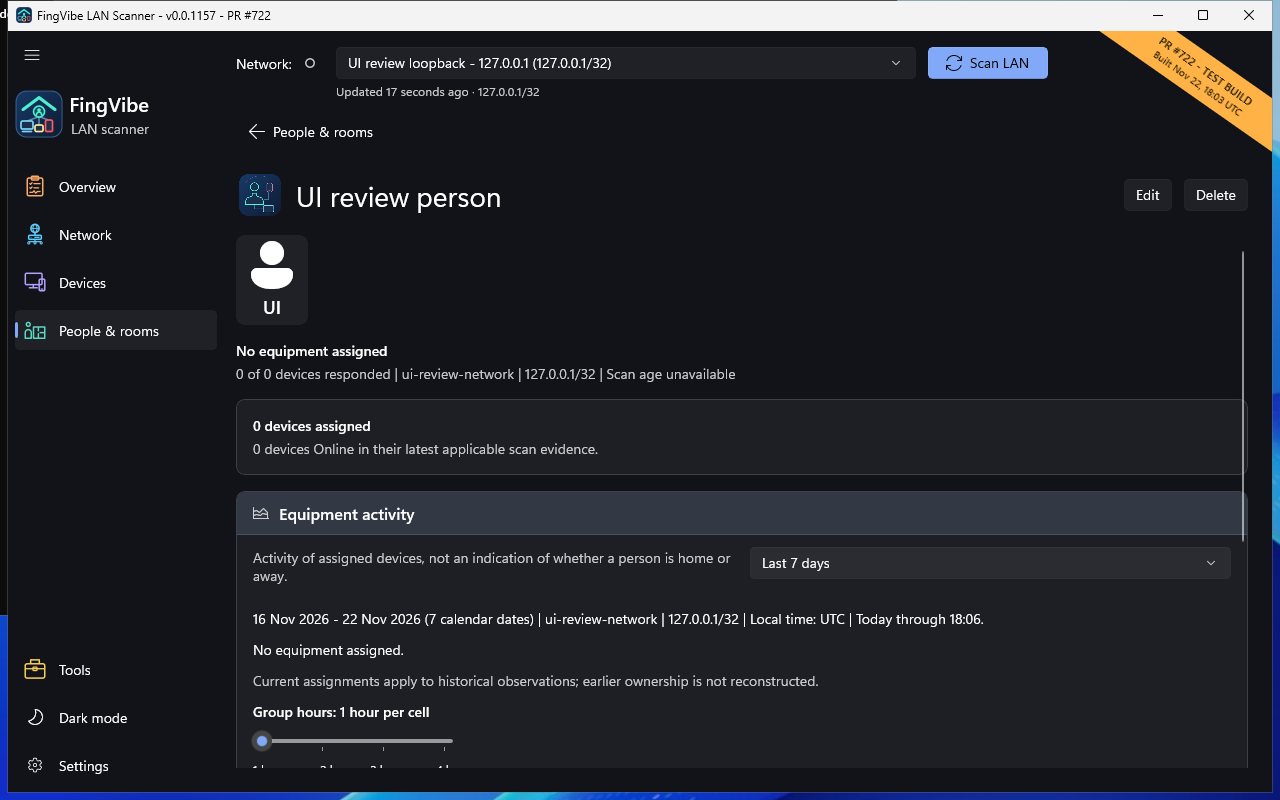 FingVibe LAN Scanner - v0.0.1157 - PR #722
Network:
UI review loopback - 127.0.0.1 (127.0.0.1/32)
Scan LAN
Updated 17 seconds ago · 127.0.0.1/32
PR #722 - TEST BUILD
Built Nov 22, 18:03 UTC
FingVibe
LAN scanner
People & rooms
Overview
Network
Devices
People & rooms
UI review person
Edit
Delete
UI
No equipment assigned
0 of 0 devices responded | ui-review-network | 127.0.0.1/32 | Scan age unavailable
0 devices assigned
0 devices Online in their latest applicable scan evidence.
Equipment activity
Activity of assigned devices, not an indication of whether a person is home or
away.
Last 7 days
16 Nov 2026 - 22 Nov 2026 (7 calendar dates) | ui-review-network | 127.0.0.1/32 | Local time: UTC | Today through 18:06.
No equipment assigned.
Current assignments apply to historical observations; earlier ownership is not reconstructed.
Group hours: 1 hour per cell
Tools
Dark mode
Settings